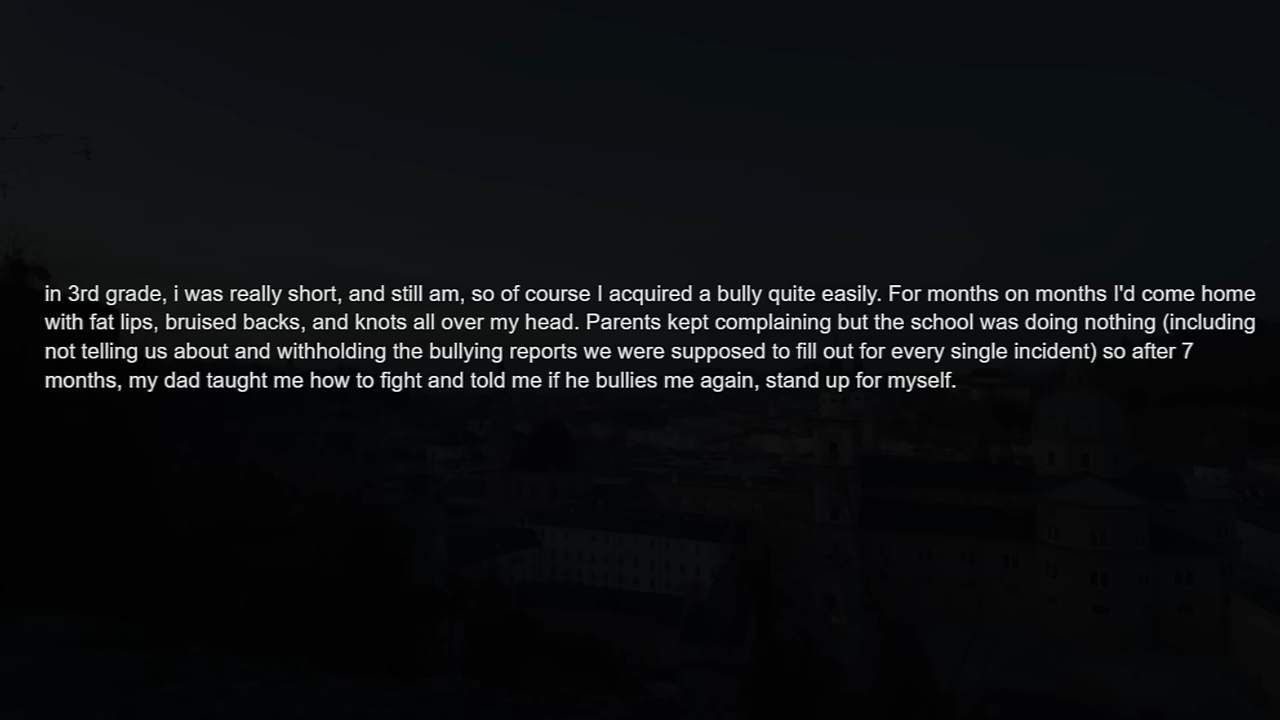 in 3rd grade, i was really short, and still am, so of course I acquired a bully quite easily. For months on months I'd come home
with fat lips, bruised backs, and knots all over my head. Parents kept complaining but the school was doing nothing (including
not telling us about and withholding the bullying reports we were supposed to fill out for every single incident) so after 7
months, my dad taught me how to fight and told me if he bullies me again, stand up for myself.